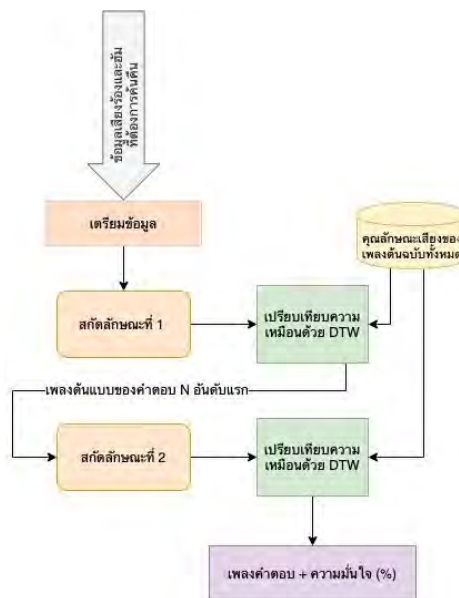 ข้อมูลเสียงร้องและฮัม
ที่ต้องการค้นคืน
เตรียมข้อมูล
คุณลักษณะเสียงของ
เพลงต้นฉบับทั้งหมด
สกัดลักษณะที่ 1
เปรียบเทียบความ
เหมือนด้วย DTW
เพลงต้นแบบของคำตอบ N อันดับแรก
สกัดลักษณะที่ 2
เปรียบเทียบความ
เหมือนด้วย DTW
เพลงคำตอบ + ความมั่นใจ (%)